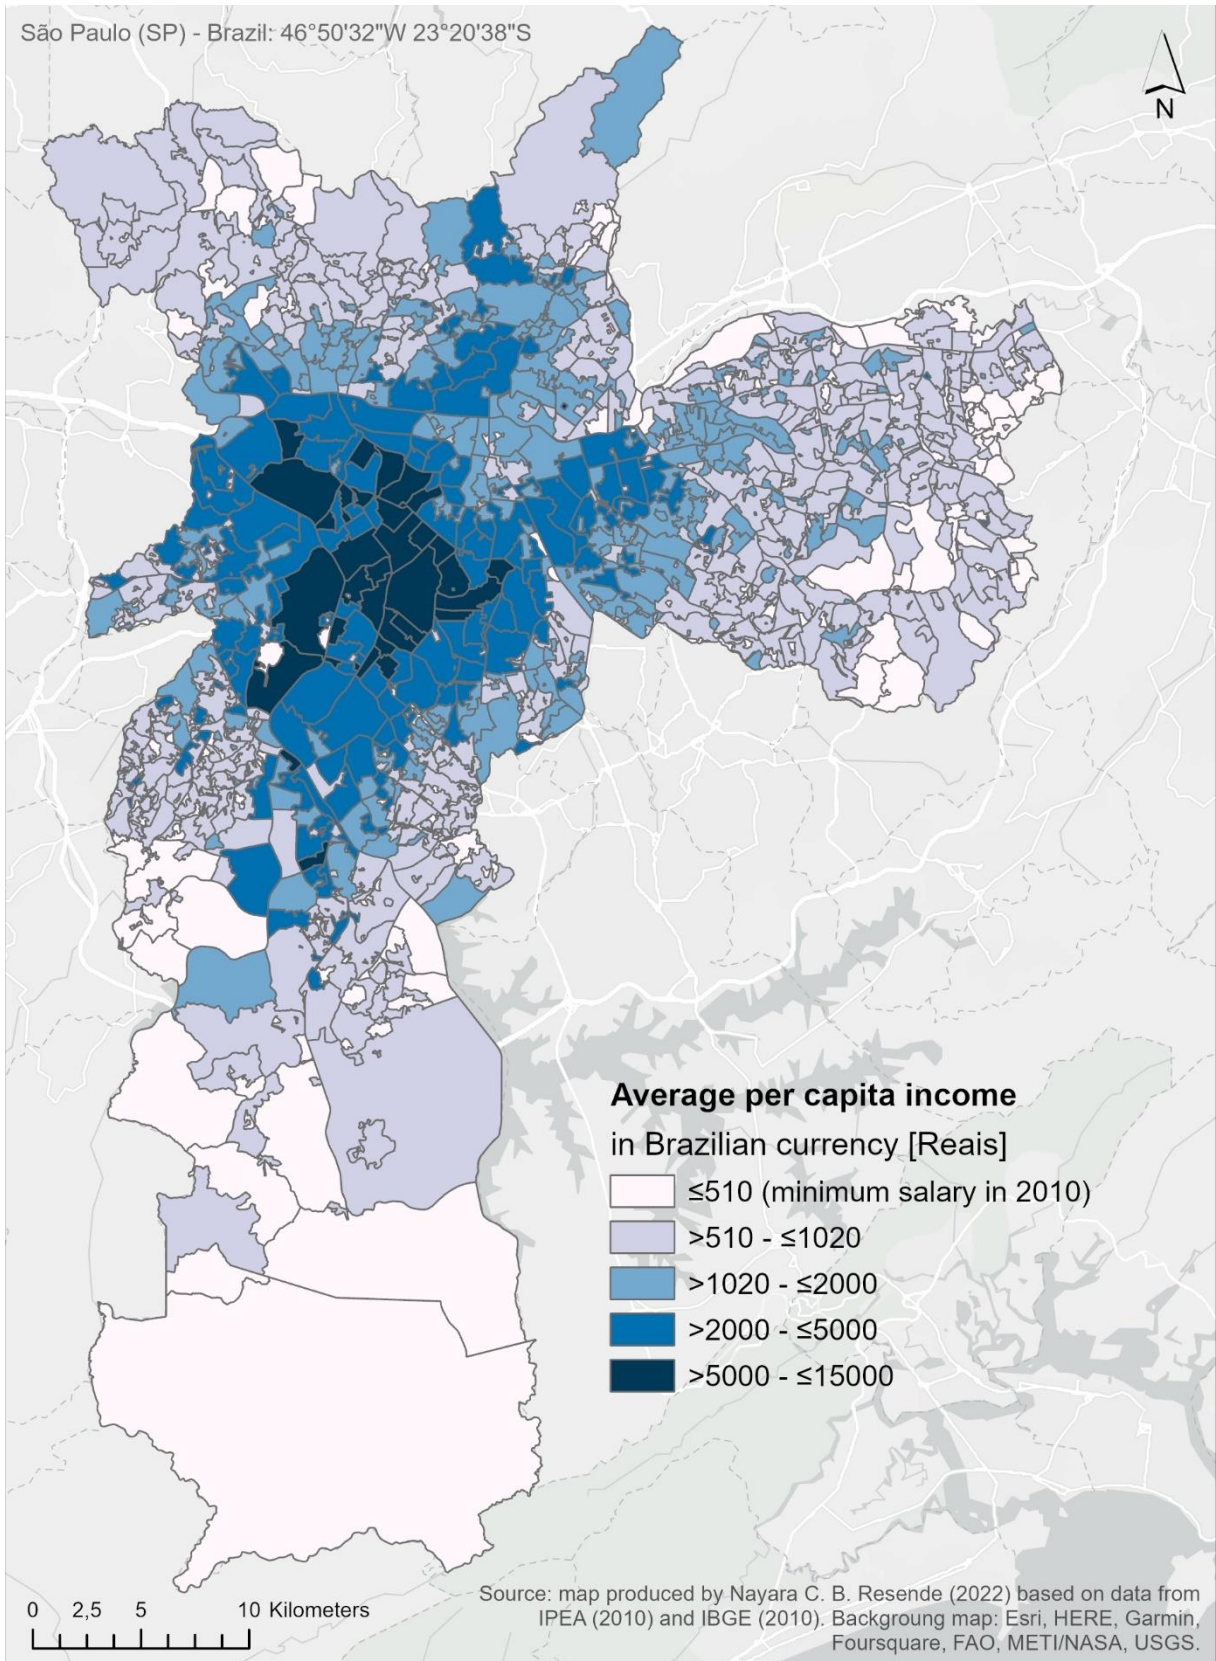 São Paulo (SP) - Brazil: 46°50'32"W 23°20'38"S
N
Average per capita income
in Brazilian currency [Reais]
≤510 (minimum salary in 2010)
>510 - ≤1020
>1020 - ≤2000
>2000 - ≤5000
>5000 - ≤15000
0 2,5 5 10 Kilometers
Source: map produced by Nayara C. B. Resende (2022) based on data from
IPEA (2010) and IBGE (2010). Backgroung map: Esri, HERE, Garmin,
Foursquare, FAO, METI/NASA, USGS.